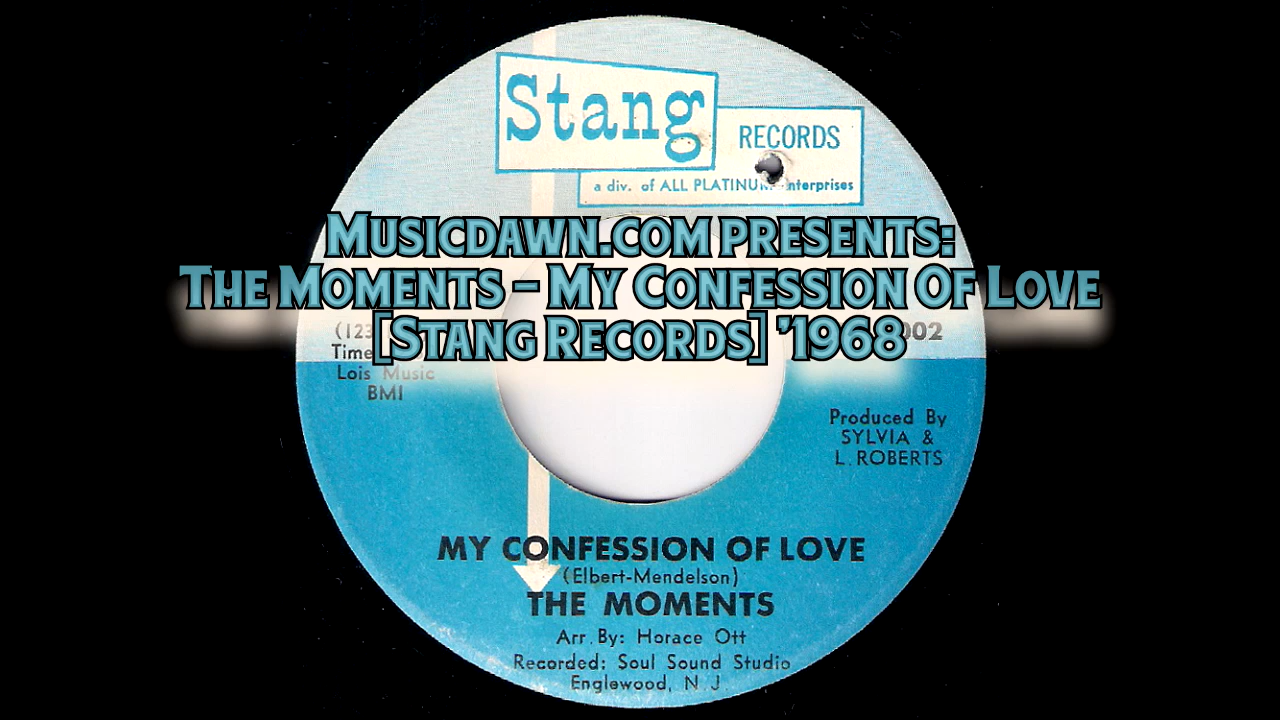 Stang
RECORDS
a div. of ALL PLATINUM
MUSICDAWN.COM PRESENTS:
THE MOMENTS - MY CONFESSION OF LOVE
[STANG RECORDS] '1968
(123
002
Time
Lois Music
BMI
Produced By
SYLVIA &
L. ROBERTS
MY CONFESSION OF LOVE
(Elbert-Mendelson)
THE MOMENTS
Arr. By: Horace Ott
Recorded: Soul Sound Studio
Englewood, N.J.